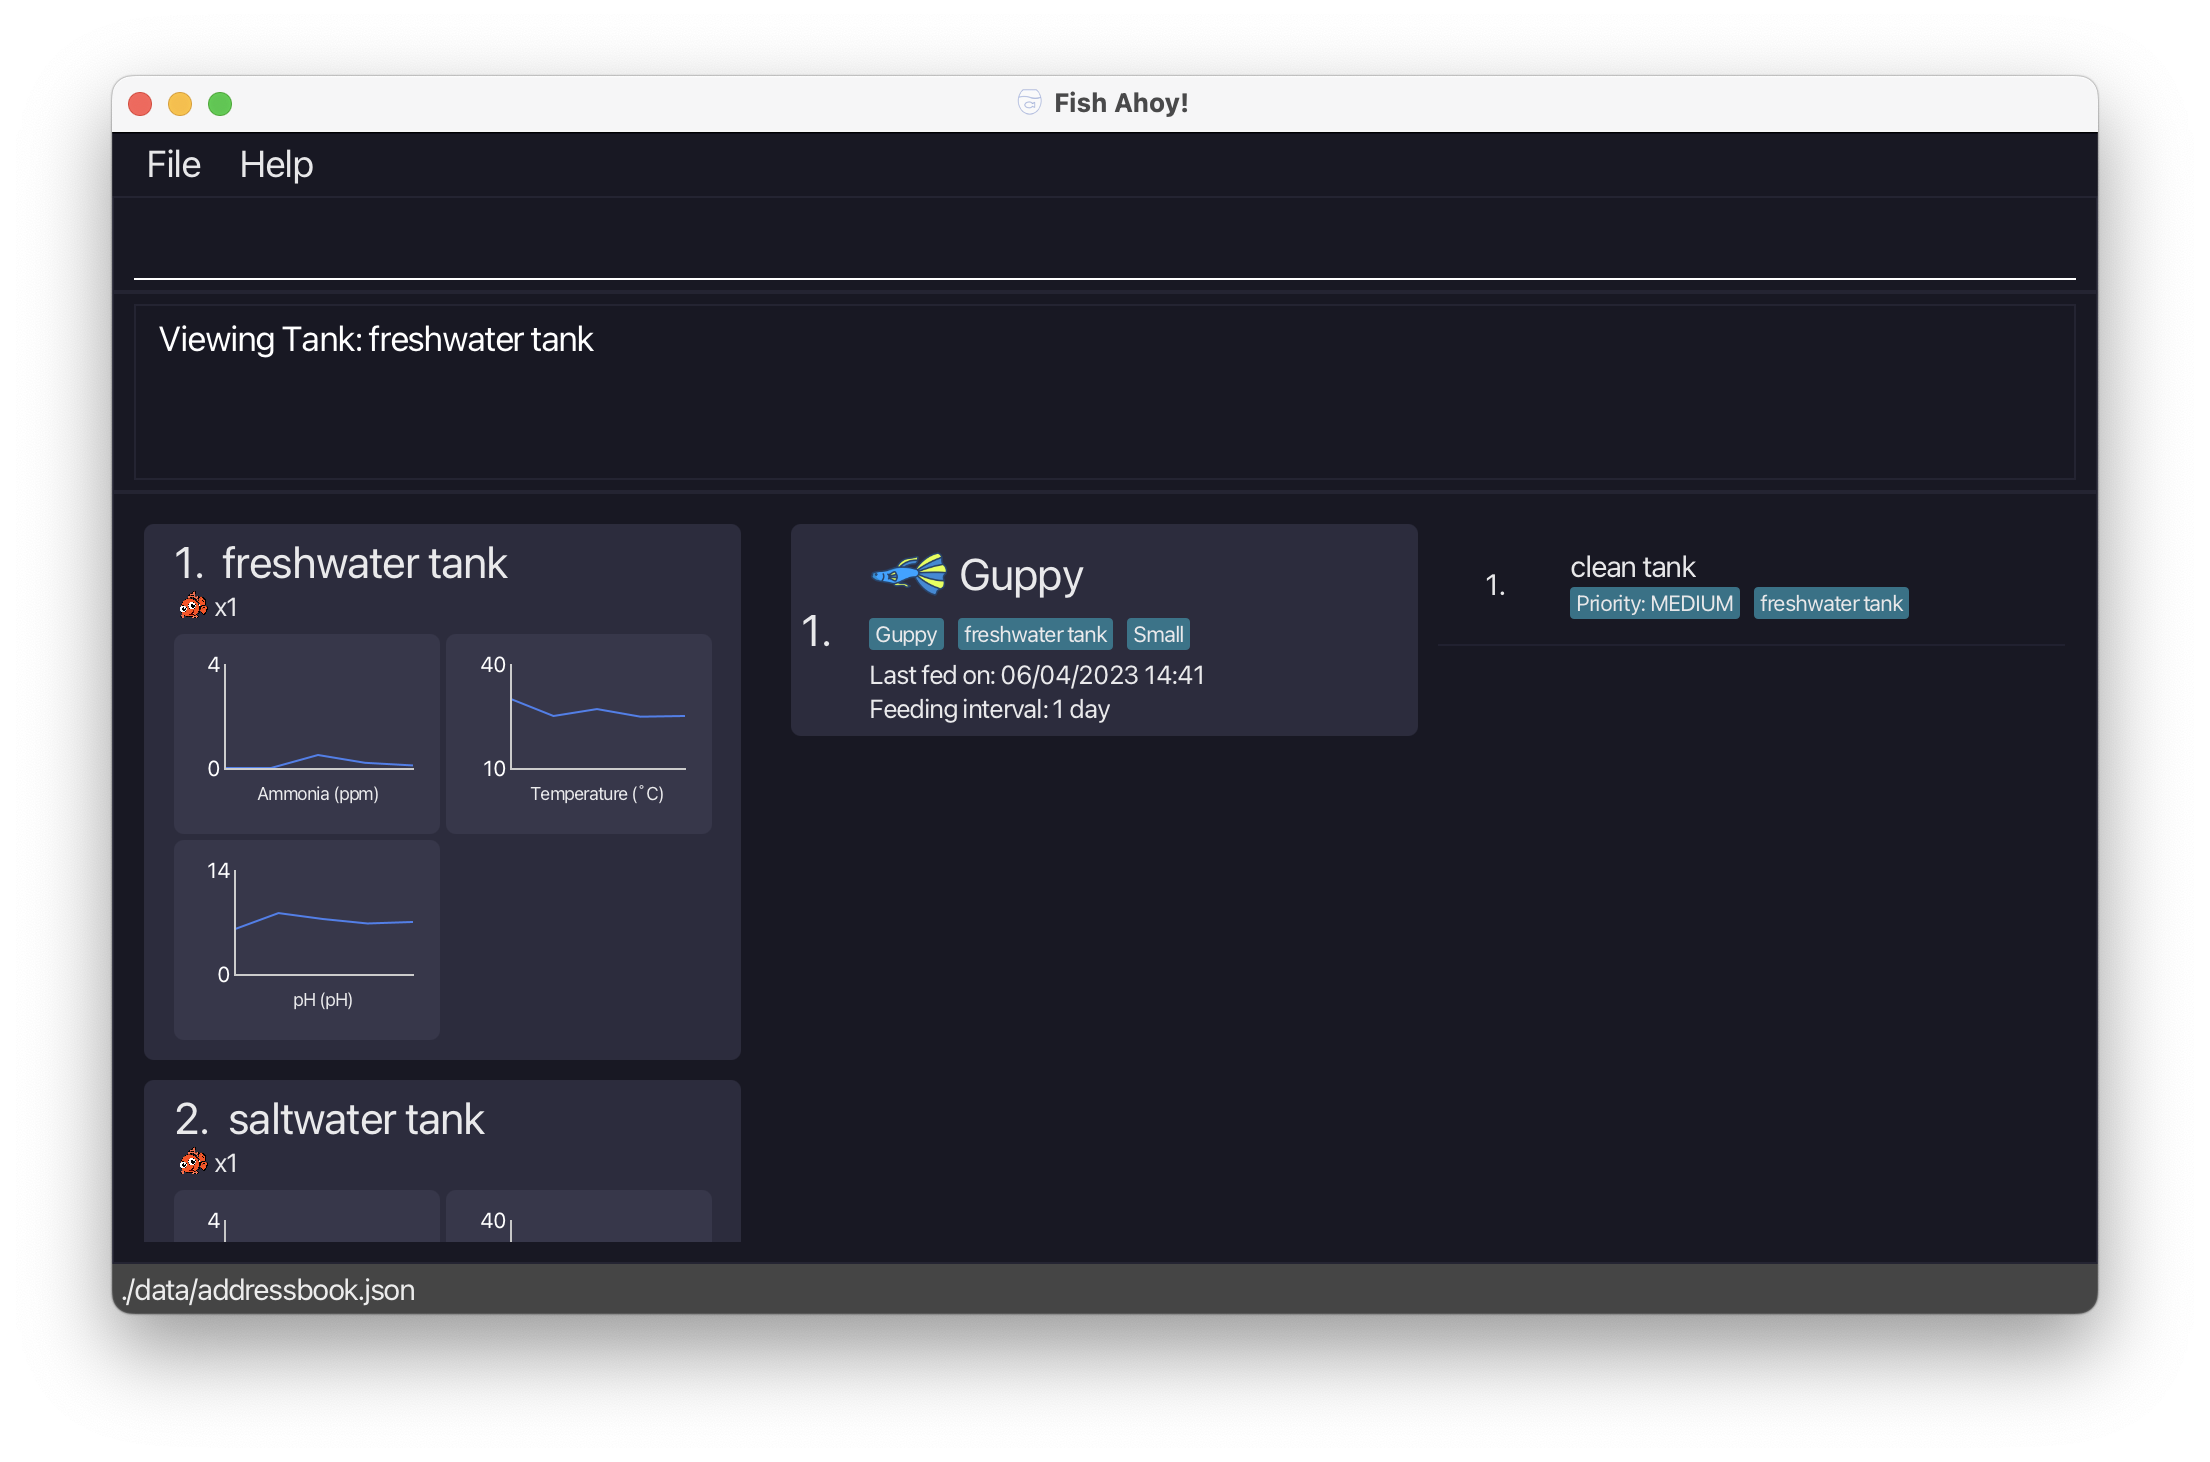 Fish Ahoy!
File Help
Viewing Tank: freshwater tank
1. freshwater tank
x1
4
0
Ammonia (ppm)
40
10
Temperature (˚C)
14
0
pH (pH)
2. saltwater tank
x1
4
40
1.
Guppy
Guppy freshwater tank Small
Last fed on: 06/04/2023 14:41
Feeding interval: 1 day
1.
clean tank
Priority: MEDIUM freshwater tank
./data/addressbook.json